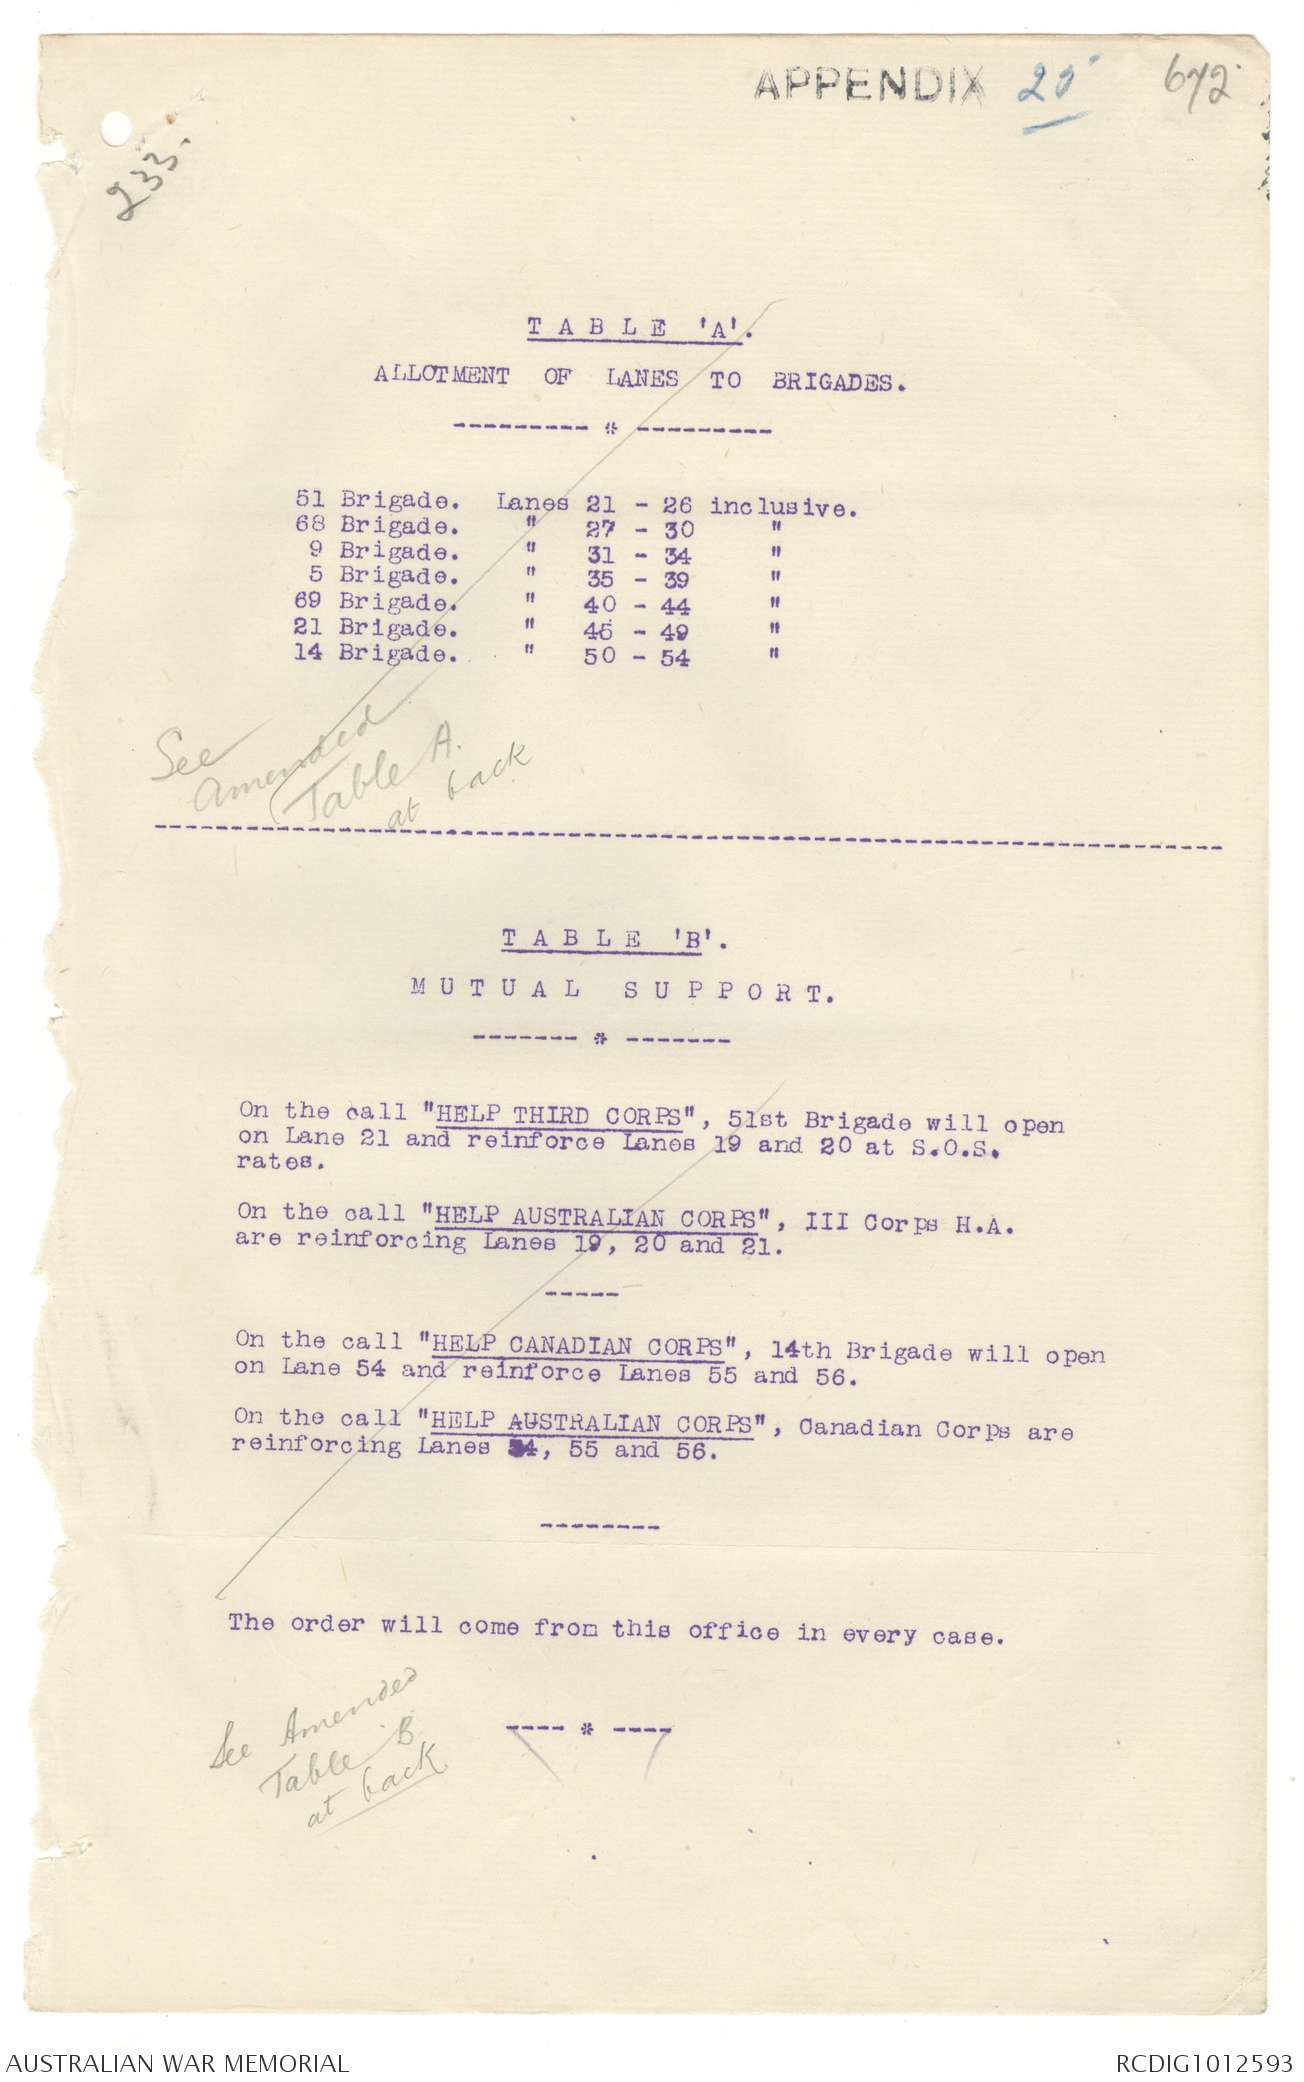 APPENDIX 25 672
233.
TABLE 'A'.
ALLOTMENT OF LANES TO BRIGADES.
---------- * ----------
51 Brigade. Lanes 21 - 26 inclusive.
68 Brigade. " 27 - 30 "
9 Brigade. " 31 - 34 "
5 Brigade. " 35 - 39 "
69 Brigade. " 40 - 44 "
21 Brigade. " 45 - 49 "
14 Brigade. " 50 - 54 "
See
Amended
Table A.
at back
TABLE 'B'.
MUTUAL SUPPORT.
------- * -------
On the call "HELP THIRD CORPS", 51st Brigade will open
on Lane 21 and reinforce Lanes 19 and 20 at S.O.S.
rates.
On the call "HELP AUSTRALIAN CORPS", III Corps H.A.
are reinforcing Lanes 19, 20 and 21.
-----
On the call "HELP CANADIAN CORPS", 14th Brigade will open
on Lane 54 and reinforce Lanes 55 and 56.
On the call "HELP AUSTRALIAN CORPS", Canadian Corps are
reinforcing Lanes 54, 55 and 56.
--------
The order will come from this office in every case.
---- * ----
See Amended
Table B
at back
AUSTRALIAN WAR MEMORIAL RCDIG1012593